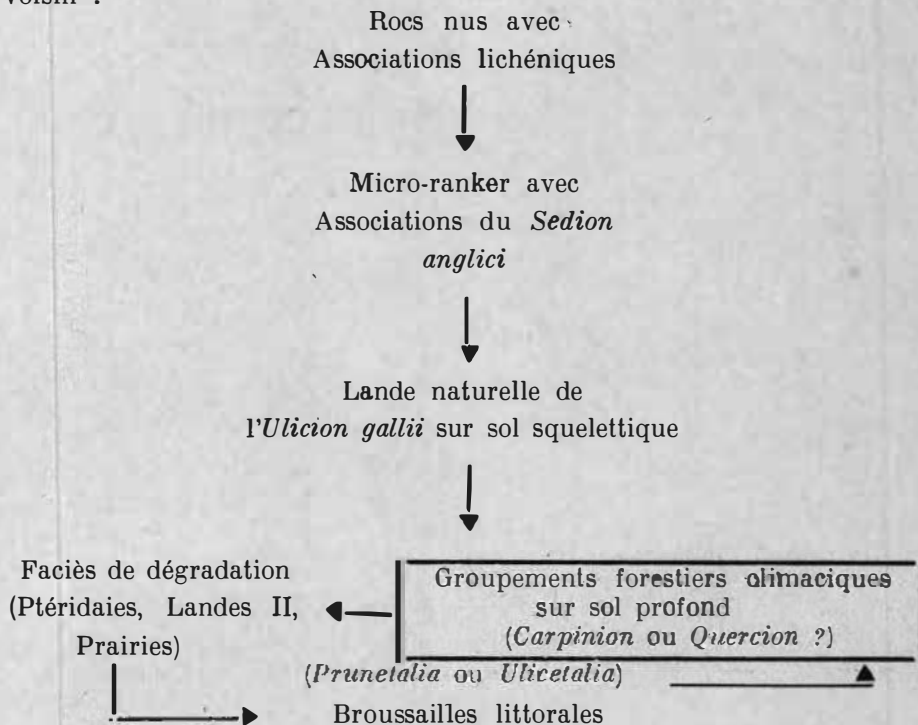 voisin :
Rocs nus avec
Associations lichéniques
Micro-ranker avec
Associations du Sedion
anglici
Lande naturelle de
l'Ulicion gallii sur sol squelettique
Faciès de dégradation
(Ptéridaies, Landes II,
Prairies)
Groupements forestiers climaciques
sur sol profond
(Carpinion ou Quercion ?)
(Prunetalia ou Ulicetalia)
Broussailles littorales